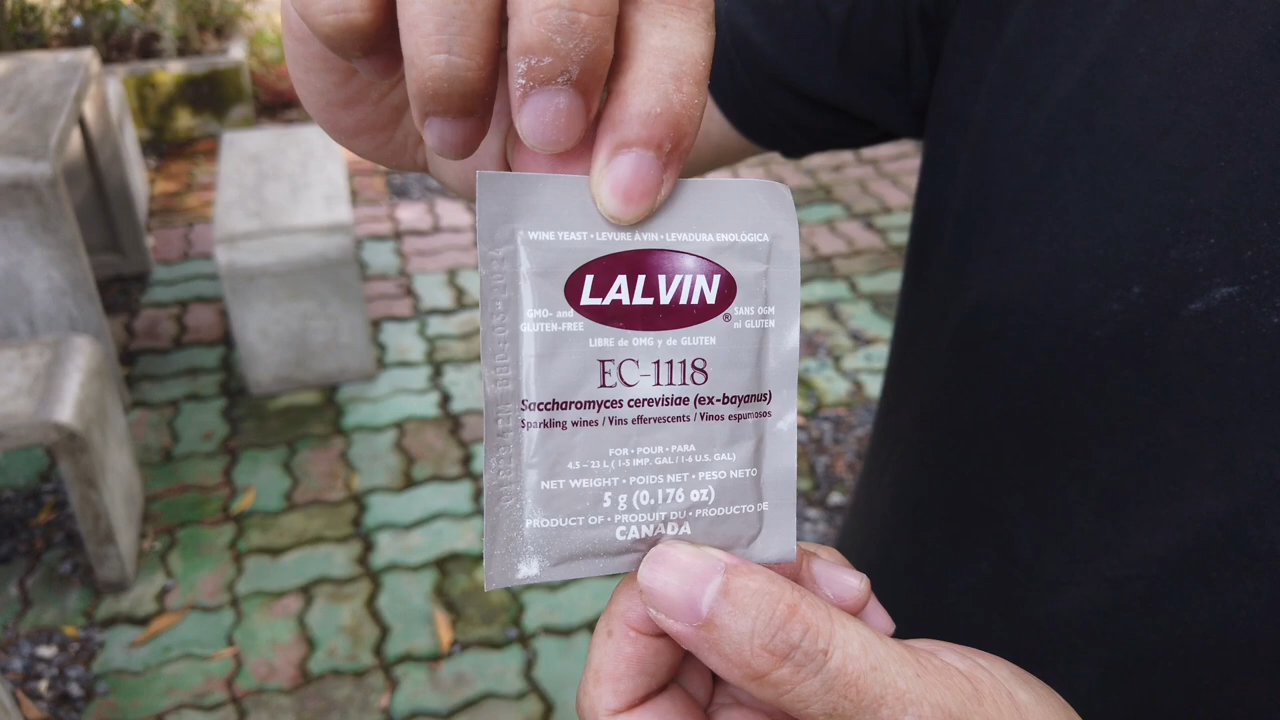 WINE YEAST • LEVURE À VIN • LEVADURA ENOLÓGICA
LALVIN®
GMO- and
GLUTEN-FREE
SANS OGM
ni GLUTEN
LIBRE de OMG y de GLUTEN
EC-1118
Saccharomyces cerevisiae (ex-bayanus)
Sparkling wines / Vins effervescents / Vinos espumosos
FOR • POUR • PARA
4.5 – 23 L ( 1-5 IMP. GAL / 1-6 U.S. GAL)
NET WEIGHT • POIDS NET • PESO NETO
5 g (0.176 oz)
PRODUCT OF • PRODUIT DU • PRODUCTO DE
CANADA